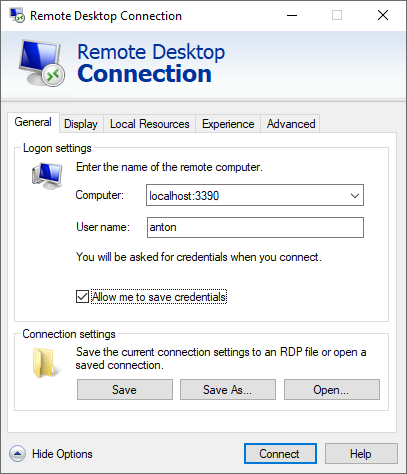 Remote Desktop Connection
Remote Desktop
Connection
General Display Local Resources Experience Advanced
Logon settings
Enter the name of the remote computer.
Computer: localhost:3390
User name: anton
You will be asked for credentials when you connect.
Allow me to save credentials
Connection settings
Save the current connection settings to an RDP file or open a
saved connection.
Save Save As... Open...
Hide Options Connect Help